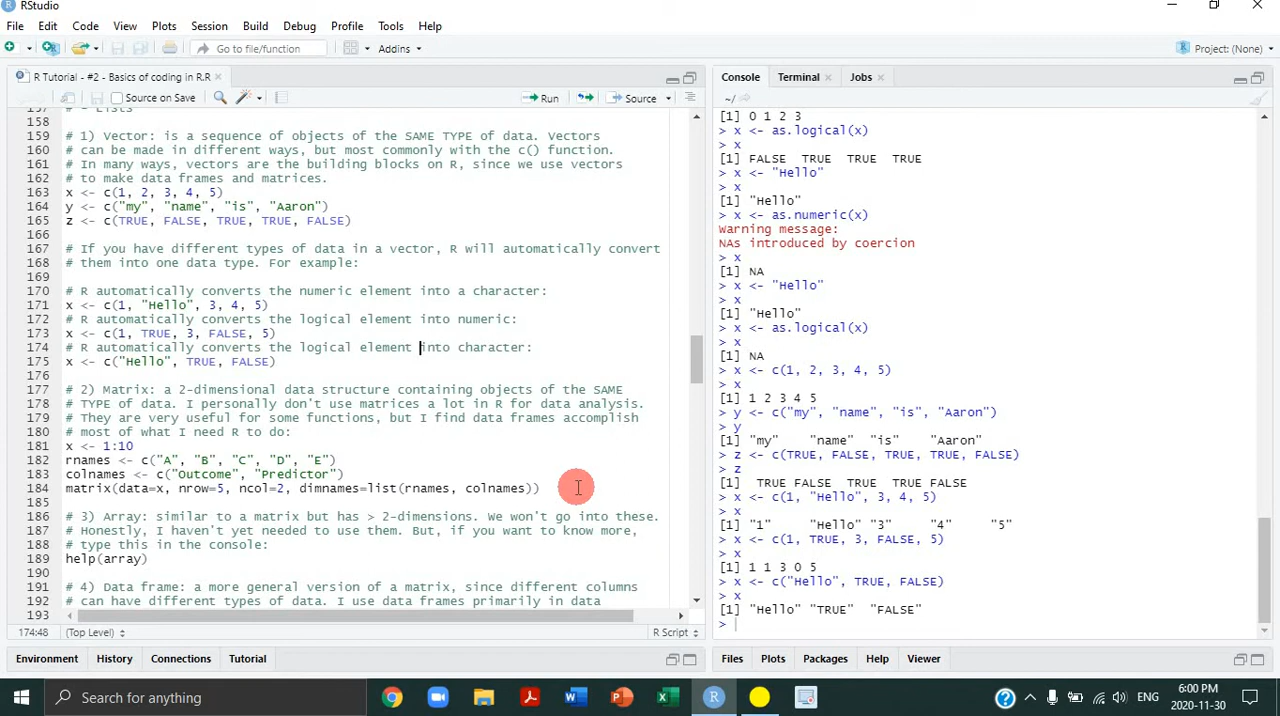 RStudio
File Edit Code View Plots Session Build Debug Profile Tools Help
Go to file/function Addins Project: (None)
R Tutorial - #2 - Basics of coding in R.R
Source on Save Run Source
157 # - Lists
158
159 # 1) Vector: is a sequence of objects of the SAME TYPE of data. Vectors
160 # can be made in different ways, but most commonly with the c() function.
161 # In many ways, vectors are the building blocks on R, since we use vectors
162 # to make data frames and matrices.
163 x <- c(1, 2, 3, 4, 5)
164 y <- c("my", "name", "is", "Aaron")
165 z <- c(TRUE, FALSE, TRUE, TRUE, FALSE)
166
167 # If you have different types of data in a vector, R will automatically convert
168 # them into one data type. For example:
169
170 # R automatically converts the numeric element into a character:
171 x <- c(1, "Hello", 3, 4, 5)
172 # R automatically converts the logical element into numeric:
173 x <- c(1, TRUE, 3, FALSE, 5)
174 # R automatically converts the logical element into character:
175 x <- c("Hello", TRUE, FALSE)
176
177 # 2) Matrix: a 2-dimensional data structure containing objects of the SAME
178 # TYPE of data. I personally don't use matrices a lot in R for data analysis.
179 # They are very useful for some functions, but I find data frames accomplish
180 # most of what I need R to do:
181 x <- 1:10
182 rnames <- c("A", "B", "C", "D", "E")
183 colnames <- c("Outcome", "Predictor")
184 matrix(data=x, nrow=5, ncol=2, dimnames=list(rnames, colnames))
185
186 # 3) Array: similar to a matrix but has > 2-dimensions. We won't go into these.
187 # Honestly, I haven't yet needed to use them. But, if you want to know more,
188 # type this in the console:
189 help(array)
190
191 # 4) Data frame: a more general version of a matrix, since different columns
192 # can have different types of data. I use data frames primarily in data
193
174:48 (Top Level) R Script
Environment History Connections Tutorial
Console Terminal Jobs
~/
[1] 0 1 2 3
> x <- as.logical(x)
> x
[1] FALSE TRUE TRUE TRUE
> x <- "Hello"
> x
[1] "Hello"
> x <- as.numeric(x)
Warning message:
NAs introduced by coercion
> x
[1] NA
> x <- "Hello"
> x
[1] "Hello"
> x <- as.logical(x)
> x
[1] NA
> x <- c(1, 2, 3, 4, 5)
> x
[1] 1 2 3 4 5
> y <- c("my", "name", "is", "Aaron")
> y
[1] "my" "name" "is" "Aaron"
> z <- c(TRUE, FALSE, TRUE, TRUE, FALSE)
> z
[1] TRUE FALSE TRUE TRUE FALSE
> x <- c(1, "Hello", 3, 4, 5)
> x
[1] "1" "Hello" "3" "4" "5"
> x <- c(1, TRUE, 3, FALSE, 5)
> x
[1] 1 1 3 0 5
> x <- c("Hello", TRUE, FALSE)
> x
[1] "Hello" "TRUE" "FALSE"
>
Files Plots Packages Help Viewer
Search for anything
ENG
6:00 PM
2020-11-30